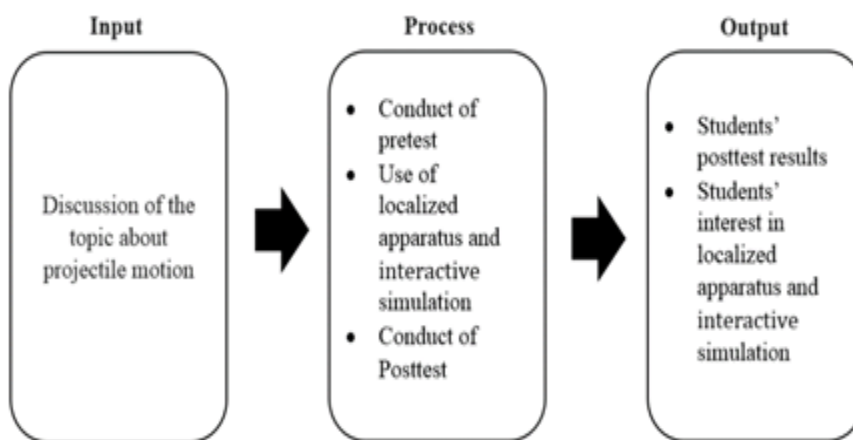 Input
Discussion of the
topic about
projectile motion
Process
• Conduct of
pretest
• Use of
localized
apparatus and
interactive
simulation
• Conduct of
Posttest
Output
• Students’
posttest results
• Students’
interest in
localized
apparatus and
interactive
simulation